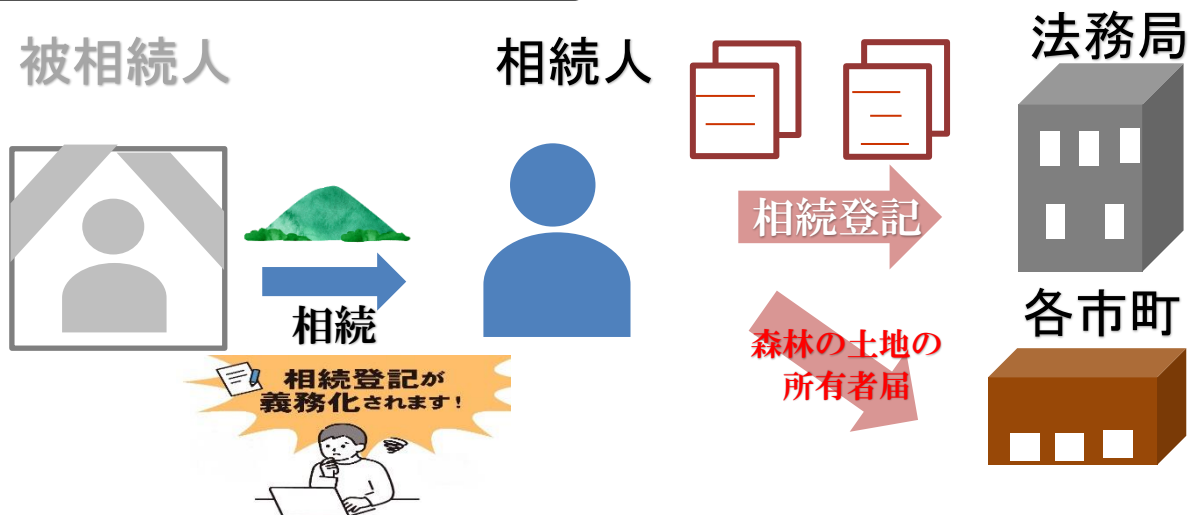 被相続人
相続人
法務局
相続登記
相続
各市町
森林の土地の
所有者届
相続登記が
義務化されます!